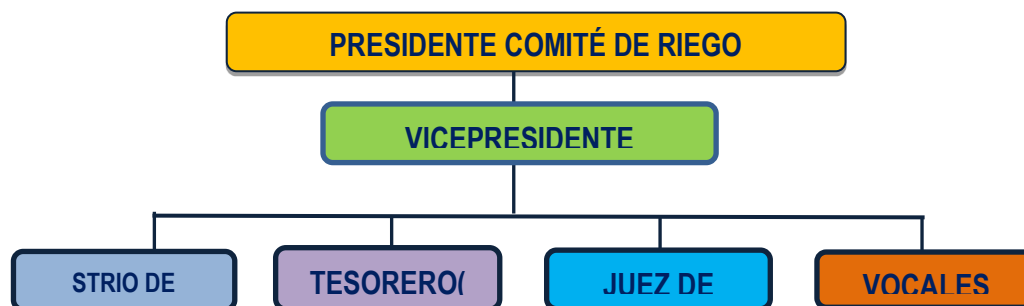 PRESIDENTE COMITÉ DE RIEGO
VICEPRESIDENTE
STRIO DE
TESORERO(
JUEZ DE
VOCALES